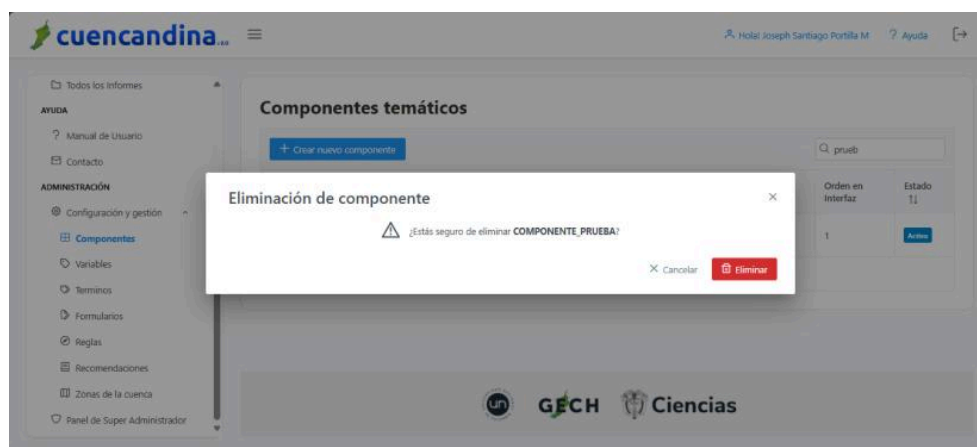 cuencandina
Hola! Joseph Santiago Portilla M
? Ayuda
Todos los Informes
AYUDA
? Manual de Usuario
Contacto
ADMINISTRACIÓN
Configuración y gestión
Componentes
Variables
Terminos
Formularios
Reglas
Recomendaciones
Zonas de la cuenca
Panel de Super Administrador
Componentes temáticos
+ Crear nuevo componente
prueb
Orden en Interfaz
Estado
1
Activo
Eliminación de componente
¿Estás seguro de eliminar COMPONENTE_PRUEBA?
Cancelar
Eliminar
UN
GECH
Ciencias